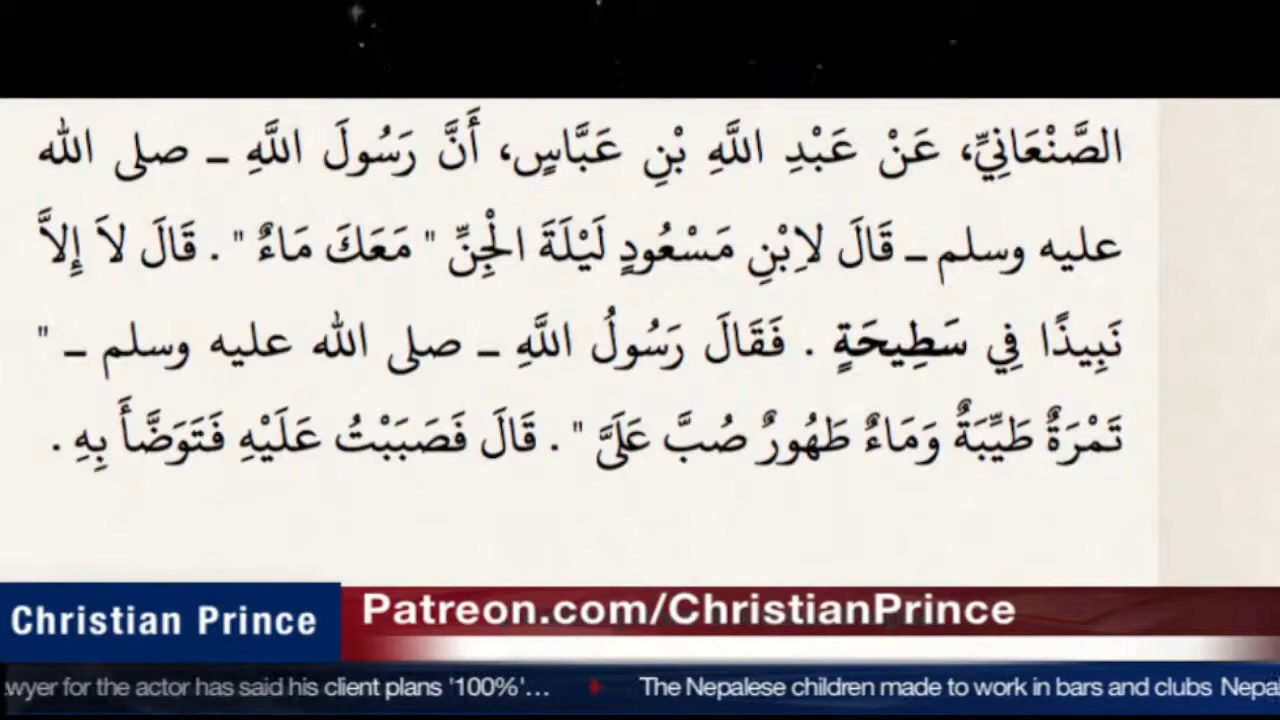 الصَّنْعَانِيِّ، عَنْ عَبْدِ اللَّهِ بْنِ عَبَّاسٍ، أَنَّ رَسُولَ اللَّهِ ـ صلى الله
عليه وسلم ـ قَالَ لاِبْنِ مَسْعُودٍ لَيْلَةَ الْجِنِّ " مَعَكَ مَاءٌ " . قَالَ لاَ إِلاَّ
نَبِيذًا فِي سَطِيحَةٍ . فَقَالَ رَسُولُ اللَّهِ ـ صلى الله عليه وسلم ـ "
تَمْرَةٌ طَيِّبَةٌ وَمَاءٌ طَهُورٌ صُبَّ عَلَىَّ " . قَالَ فَصَبَبْتُ عَلَيْهِ فَتَوَضَّأَ بِهِ .
Christian Prince
Patreon.com/ChristianPrince
wyer for the actor has said his client plans '100%'... The Nepalese children made to work in bars and clubs Nepal